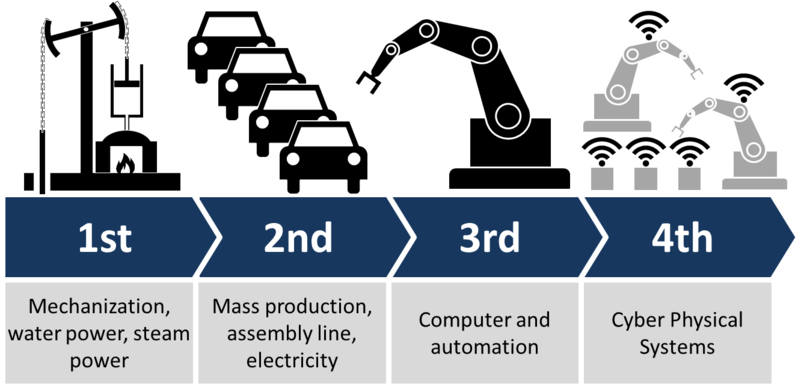 1st
2nd
3rd
4th
Mechanization,
water power, steam
power
Mass production,
assembly line,
electricity
Computer and
automation
Cyber Physical
Systems